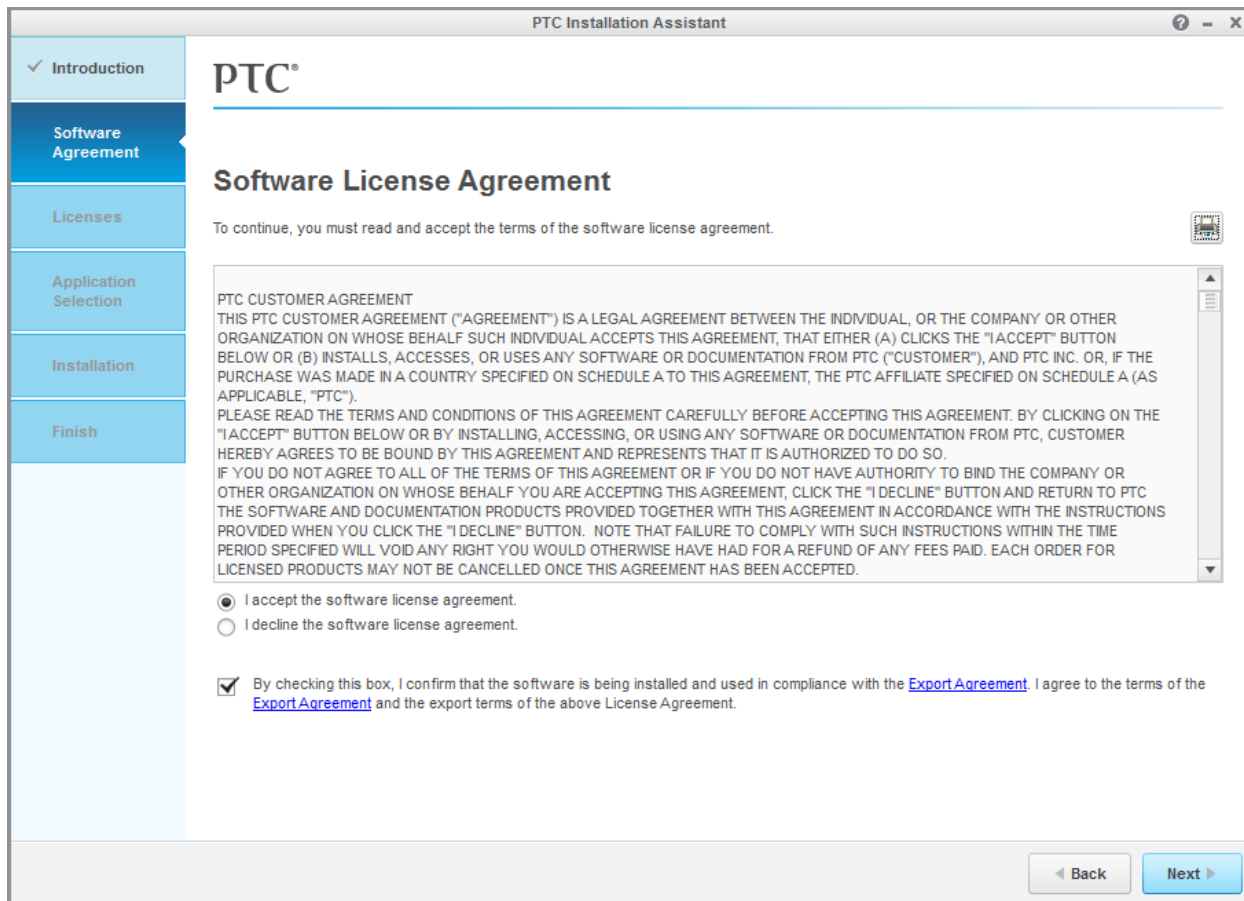 PTC Installation Assistant
Introduction
Software
Agreement
Licenses
Application
Selection
Installation
Finish
PTC®
Software License Agreement
To continue, you must read and accept the terms of the software license agreement.
PTC CUSTOMER AGREEMENT
THIS PTC CUSTOMER AGREEMENT ("AGREEMENT") IS A LEGAL AGREEMENT BETWEEN THE INDIVIDUAL, OR THE COMPANY OR OTHER
ORGANIZATION ON WHOSE BEHALF SUCH INDIVIDUAL ACCEPTS THIS AGREEMENT, THAT EITHER (A) CLICKS THE "I ACCEPT" BUTTON
BELOW OR (B) INSTALLS, ACCESSES, OR USES ANY SOFTWARE OR DOCUMENTATION FROM PTC ("CUSTOMER"), AND PTC INC. OR, IF THE
PURCHASE WAS MADE IN A COUNTRY SPECIFIED ON SCHEDULE A TO THIS AGREEMENT, THE PTC AFFILIATE SPECIFIED ON SCHEDULE A (AS
APPLICABLE, "PTC").
PLEASE READ THE TERMS AND CONDITIONS OF THIS AGREEMENT CAREFULLY BEFORE ACCEPTING THIS AGREEMENT. BY CLICKING ON THE
"I ACCEPT" BUTTON BELOW OR BY INSTALLING, ACCESSING, OR USING ANY SOFTWARE OR DOCUMENTATION FROM PTC, CUSTOMER
HEREBY AGREES TO BE BOUND BY THIS AGREEMENT AND REPRESENTS THAT IT IS AUTHORIZED TO DO SO.
IF YOU DO NOT AGREE TO ALL OF THE TERMS OF THIS AGREEMENT OR IF YOU DO NOT HAVE AUTHORITY TO BIND THE COMPANY OR
OTHER ORGANIZATION ON WHOSE BEHALF YOU ARE ACCEPTING THIS AGREEMENT, CLICK THE "I DECLINE" BUTTON AND RETURN TO PTC
THE SOFTWARE AND DOCUMENTATION PRODUCTS PROVIDED TOGETHER WITH THIS AGREEMENT IN ACCORDANCE WITH THE INSTRUCTIONS
PROVIDED WHEN YOU CLICK THE "I DECLINE" BUTTON.  NOTE THAT FAILURE TO COMPLY WITH SUCH INSTRUCTIONS WITHIN THE TIME
PERIOD SPECIFIED WILL VOID ANY RIGHT YOU WOULD OTHERWISE HAVE HAD FOR A REFUND OF ANY FEES PAID. EACH ORDER FOR
LICENSED PRODUCTS MAY NOT BE CANCELLED ONCE THIS AGREEMENT HAS BEEN ACCEPTED.
I accept the software license agreement.
I decline the software license agreement.
By checking this box, I confirm that the software is being installed and used in compliance with the Export Agreement. I agree to the terms of the
Export Agreement and the export terms of the above License Agreement.
Back
Next